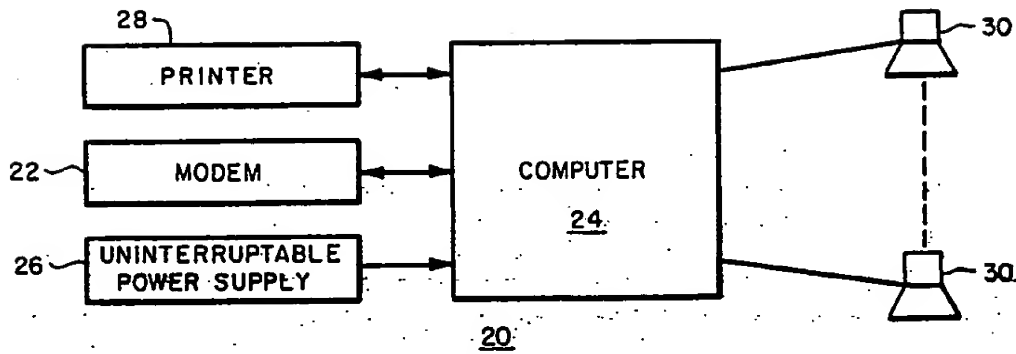 28
PRINTER
22
MODEM
26
UNINTERRUPTABLE
POWER SUPPLY
COMPUTER
24
30
30
20